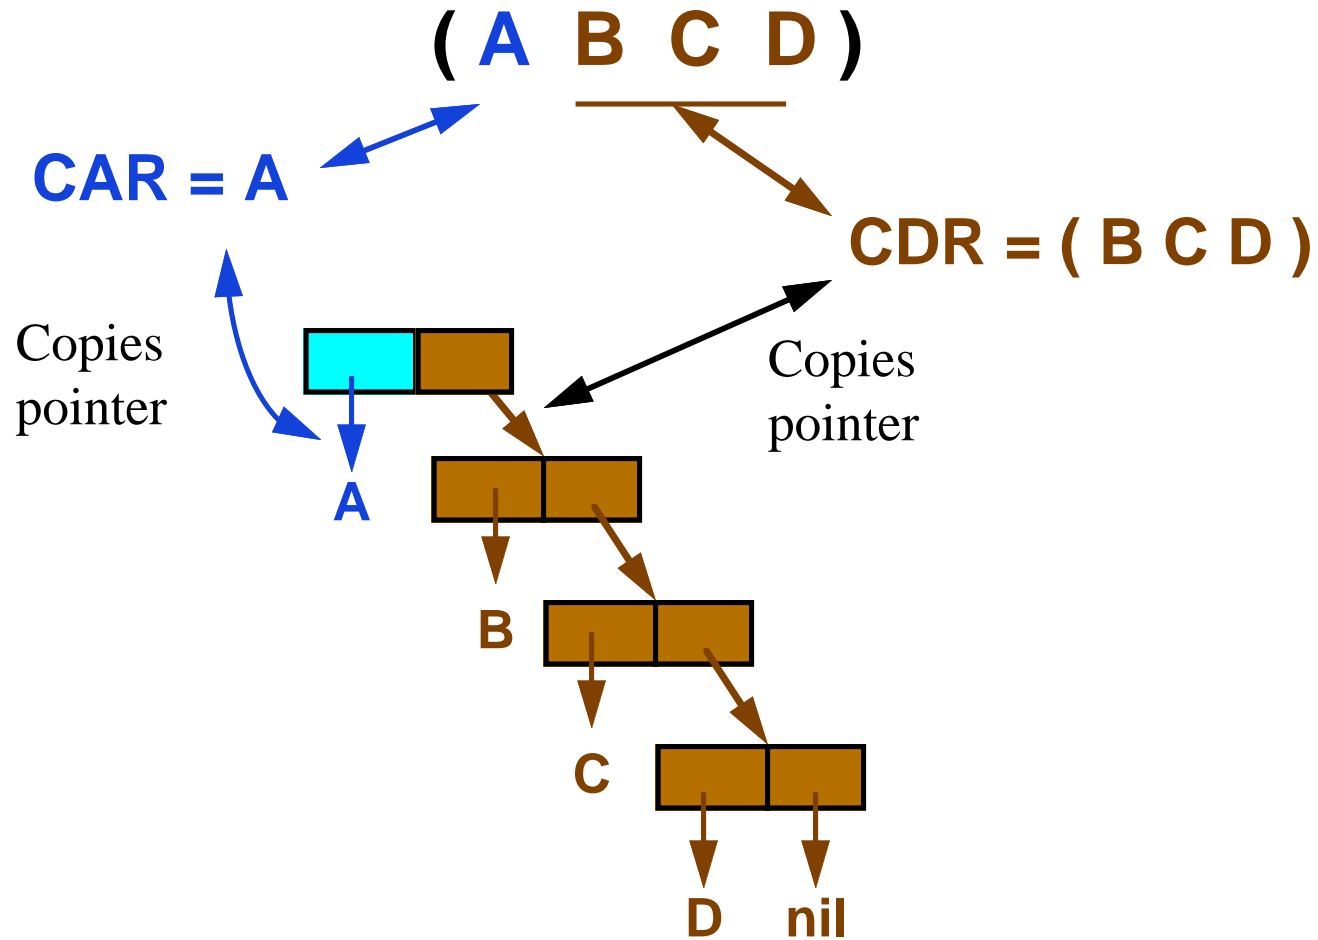 ( A B C D )
CAR = A
CDR = ( B C D )
Copies
pointer
Copies
pointer
A
B
C
D nil